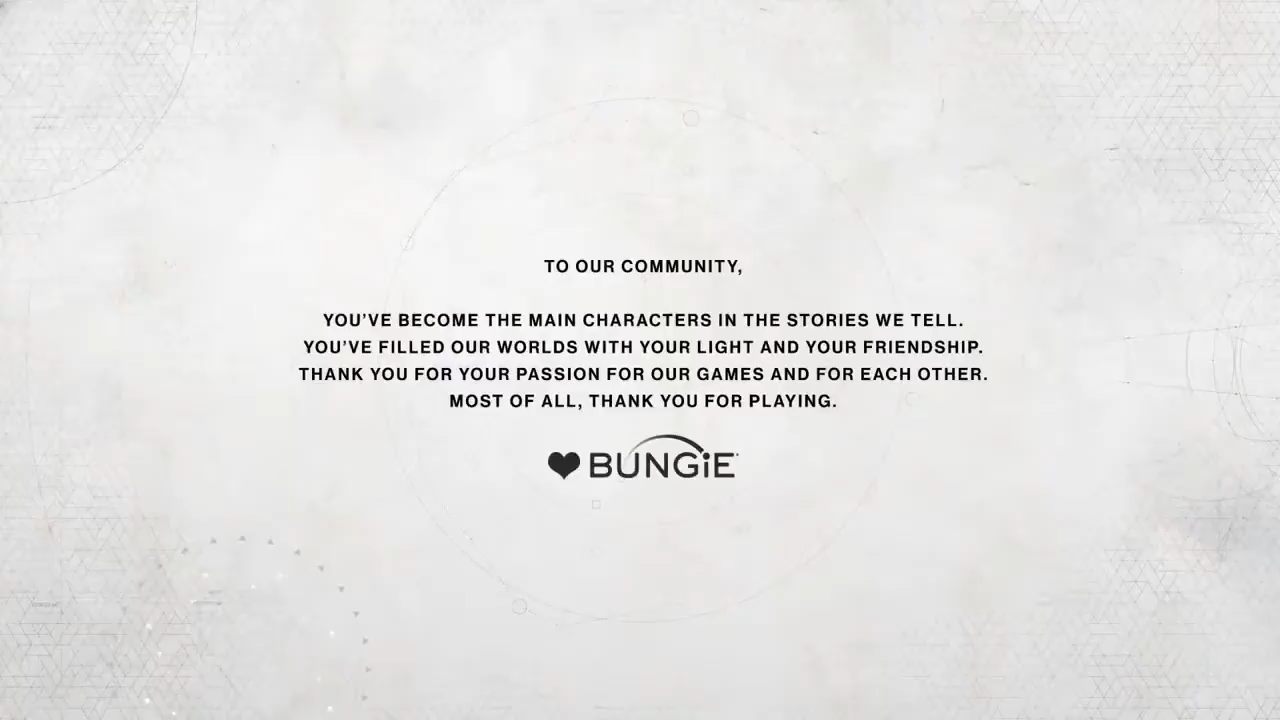 TO OUR COMMUNITY,
YOU'VE BECOME THE MAIN CHARACTERS IN THE STORIES WE TELL.
YOU'VE FILLED OUR WORLDS WITH YOUR LIGHT AND YOUR FRIENDSHIP.
THANK YOU FOR YOUR PASSION FOR OUR GAMES AND FOR EACH OTHER.
MOST OF ALL, THANK YOU FOR PLAYING.
BUNGiE